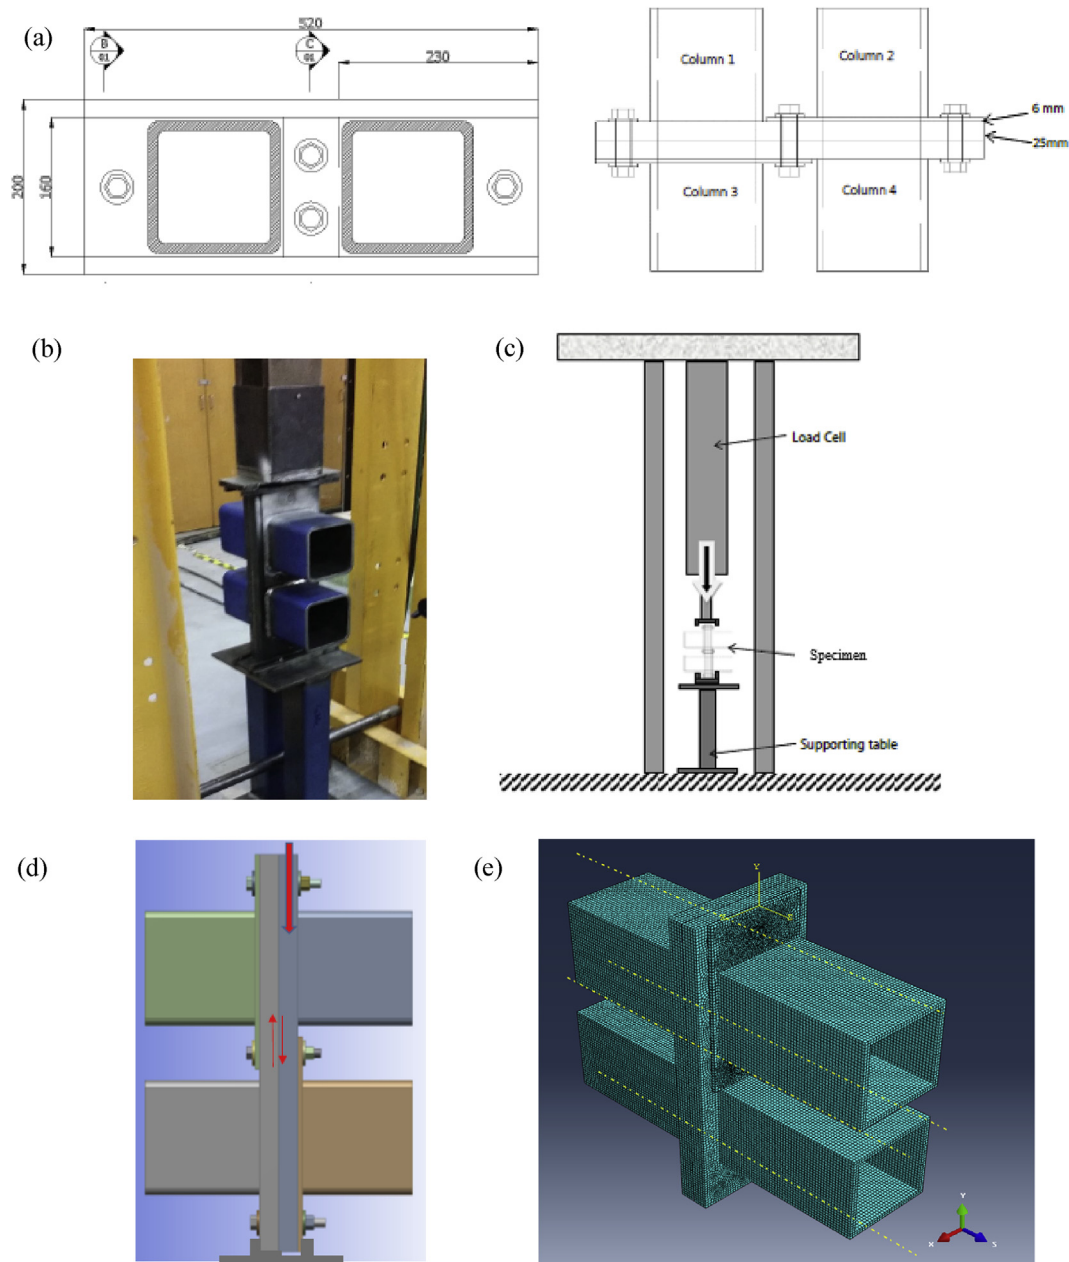 (a)
520
B
01
C
01
230
200
160
Column 1
Column 2
6 mm
25mm
Column 3
Column 4
(b)
(c)
Load Cell
Specimen
Supporting table
(d)
(e)
Y
Y
X